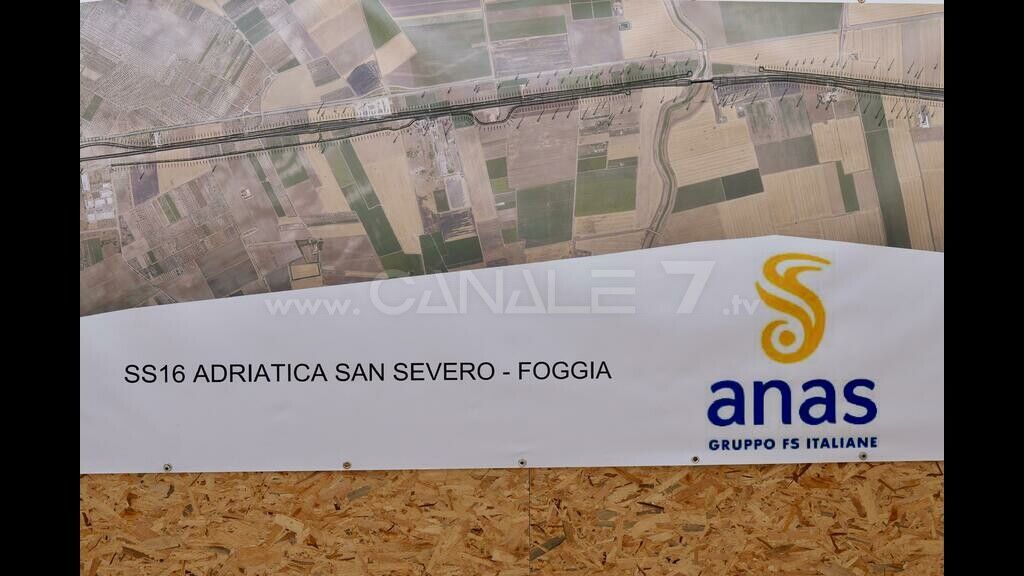 www.CANALE 7.tv
SS16 ADRIATICA SAN SEVERO - FOGGIA
anas
GRUPPO FS ITALIANE